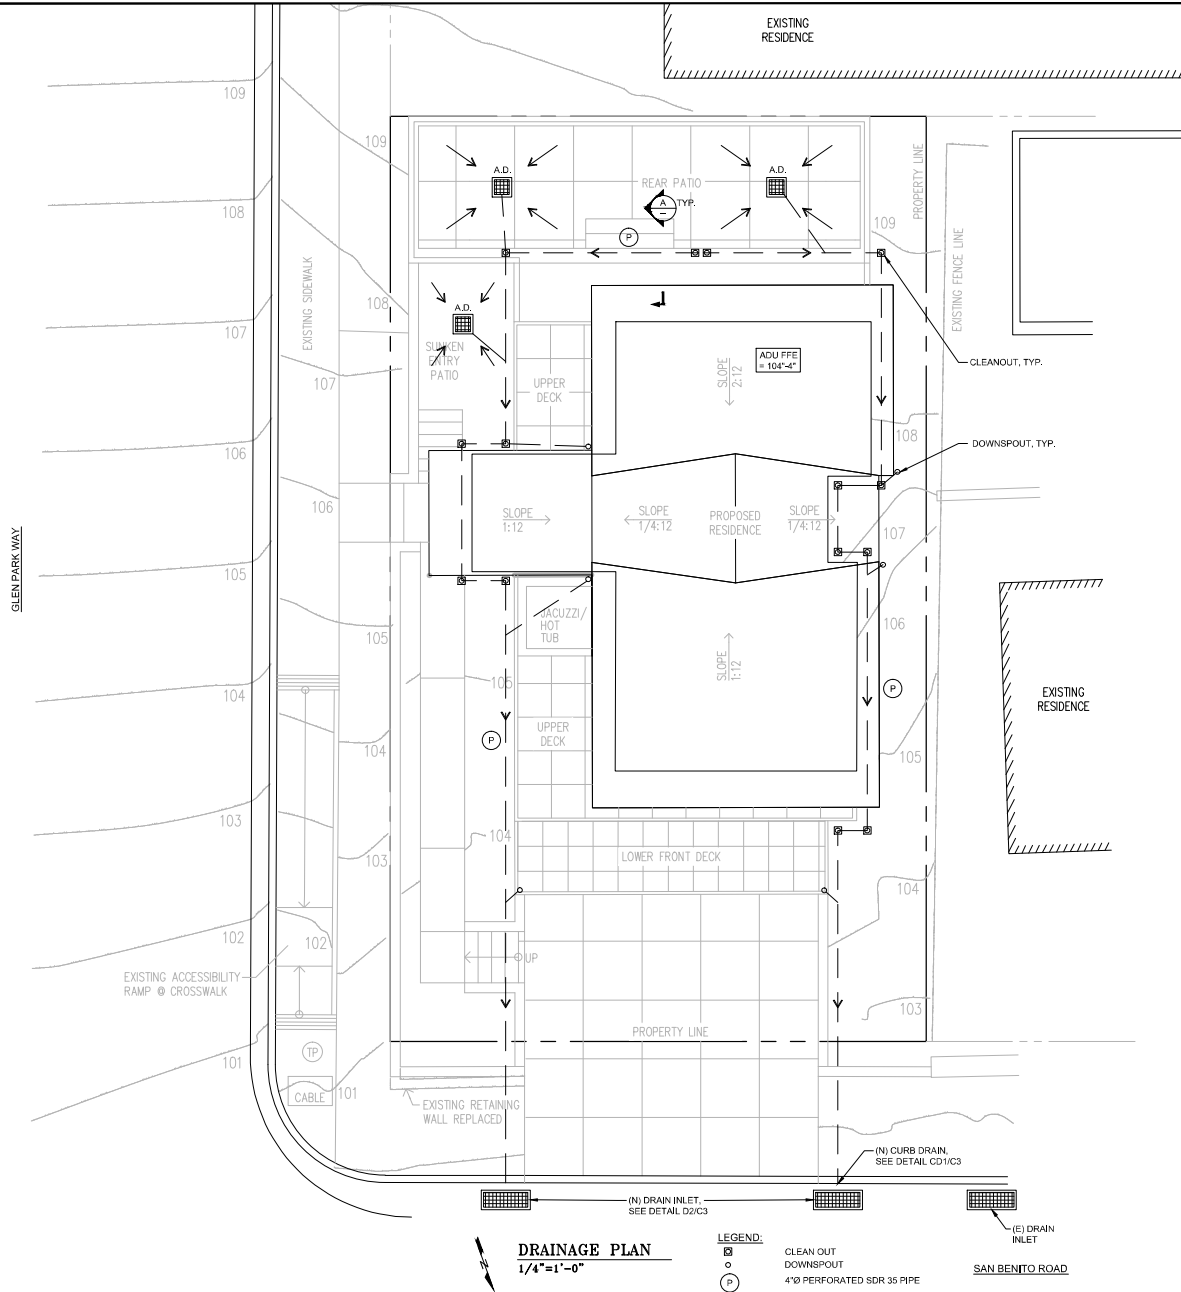 EXISTING
RESIDENCE
109
109
A.D.
A.D.
REAR PATIO
A
TYP.
P
PROPERTY LINE
108
109
EXISTING SIDEWALK
EXISTING FENCE LINE
108
A.D.
107
SUNKEN
ENTRY
PATIO
ADU FFE
= 104'-4"
CLEANOUT, TYP.
107
UPPER
DECK
SLOPE
2:12
108
DOWNSPOUT, TYP.
106
106
SLOPE
1:12
SLOPE
1/4:12
PROPOSED
RESIDENCE
SLOPE
1/4:12
107
GLEN PARK WAY
105
105
JACUZZI/
HOT
TUB
106
SLOPE
1:12
104
105
P
EXISTING
RESIDENCE
104
P
UPPER
DECK
105
103
103
104
LOWER FRONT DECK
104
102
102
UP
EXISTING ACCESSIBILITY
RAMP @ CROSSWALK
103
PROPERTY LINE
101
TP
CABLE
101
EXISTING RETAINING
WALL REPLACED
(N) CURB DRAIN,
SEE DETAIL CD1/C3
(N) DRAIN INLET,
SEE DETAIL D2/C3
(E) DRAIN
INLET
N
DRAINAGE PLAN
1/4"=1'-0"
LEGEND:
CLEAN OUT
DOWNSPOUT
P
4"Ø PERFORATED SDR 35 PIPE
SAN BENITO ROAD